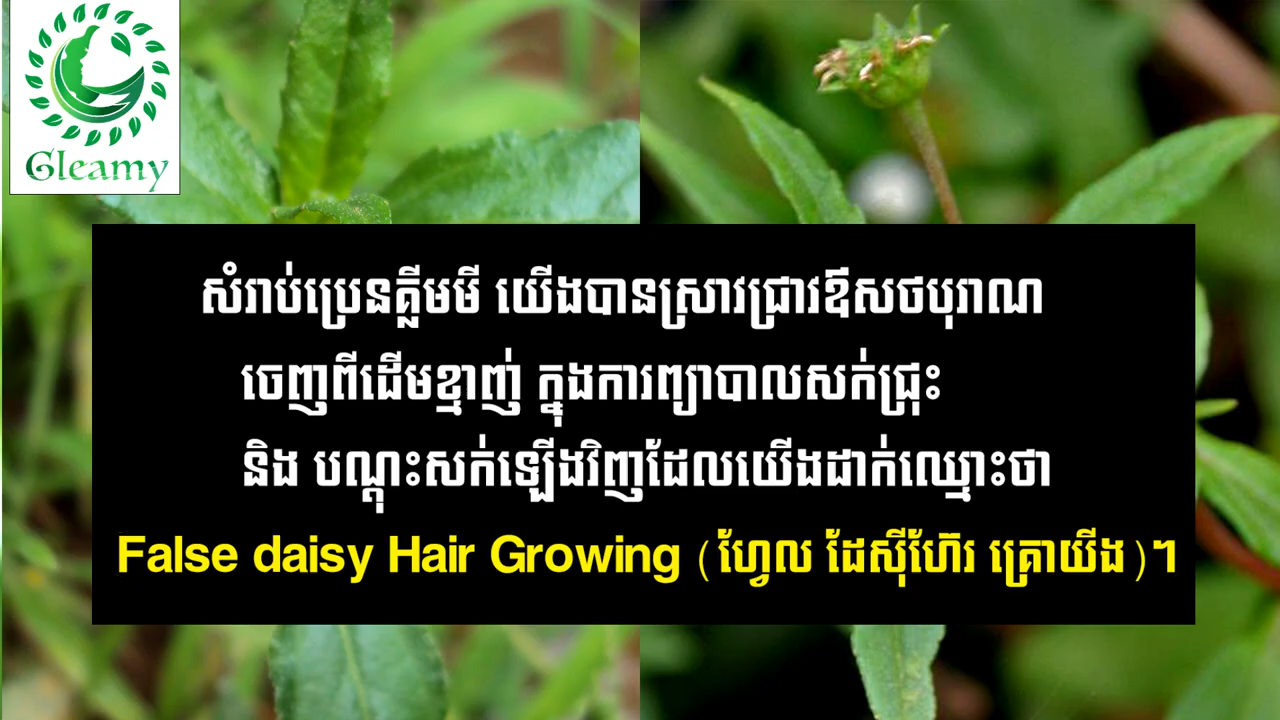 Gleamy
សំរាប់ប្រេនគ្លីមមី យើងបានស្រាវជ្រាវឪសថបុរាណ
ចេញពីដើមខ្មាញ់ ក្នុងការព្យាបាលសក់ជ្រុះ
និង បណ្តុះសក់ឡើងវិញដែលយើងដាក់ឈ្មោះថា
False daisy Hair Growing (ហ្វែល ដែស៊ីហ៊ែរ គ្រោយីង)។